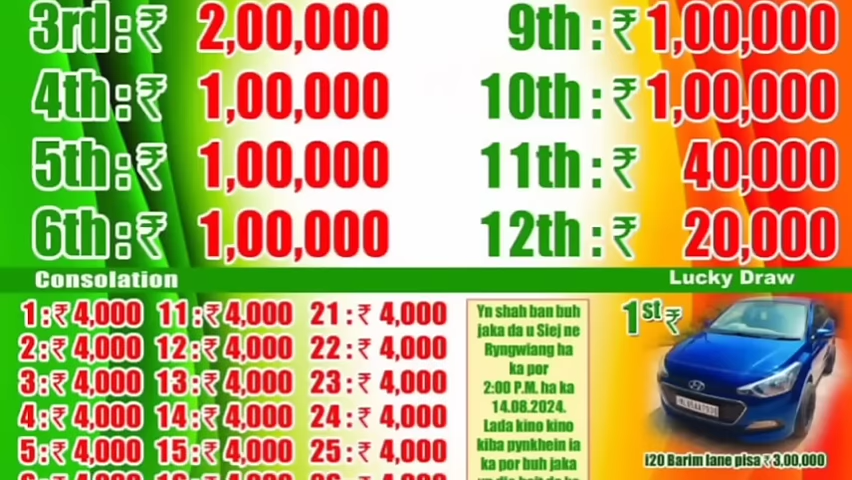 3rd : ₹ 2,00,000
4th : ₹ 1,00,000
5th : ₹ 1,00,000
6th : ₹ 1,00,000
9th : ₹ 1,00,000
10th : ₹ 1,00,000
11th : ₹ 40,000
12th : ₹ 20,000
Consolation
Lucky Draw
1 : ₹ 4,000 11 : ₹ 4,000 21 : ₹ 4,000
2 : ₹ 4,000 12 : ₹ 4,000 22 : ₹ 4,000
3 : ₹ 4,000 13 : ₹ 4,000 23 : ₹ 4,000
4 : ₹ 4,000 14 : ₹ 4,000 24 : ₹ 4,000
5 : ₹ 4,000 15 : ₹ 4,000 25 : ₹ 4,000
Yn shah ban buh
jaka da u Slej ne
Ryngwiang ha
ka por
2:00 P.M. ha ka
14.08.2024.
Lada kino kino
kiba pynkhein ia
ka por buh jaka
1st ₹
i20 Barim lane pisa ₹ 3,00,000